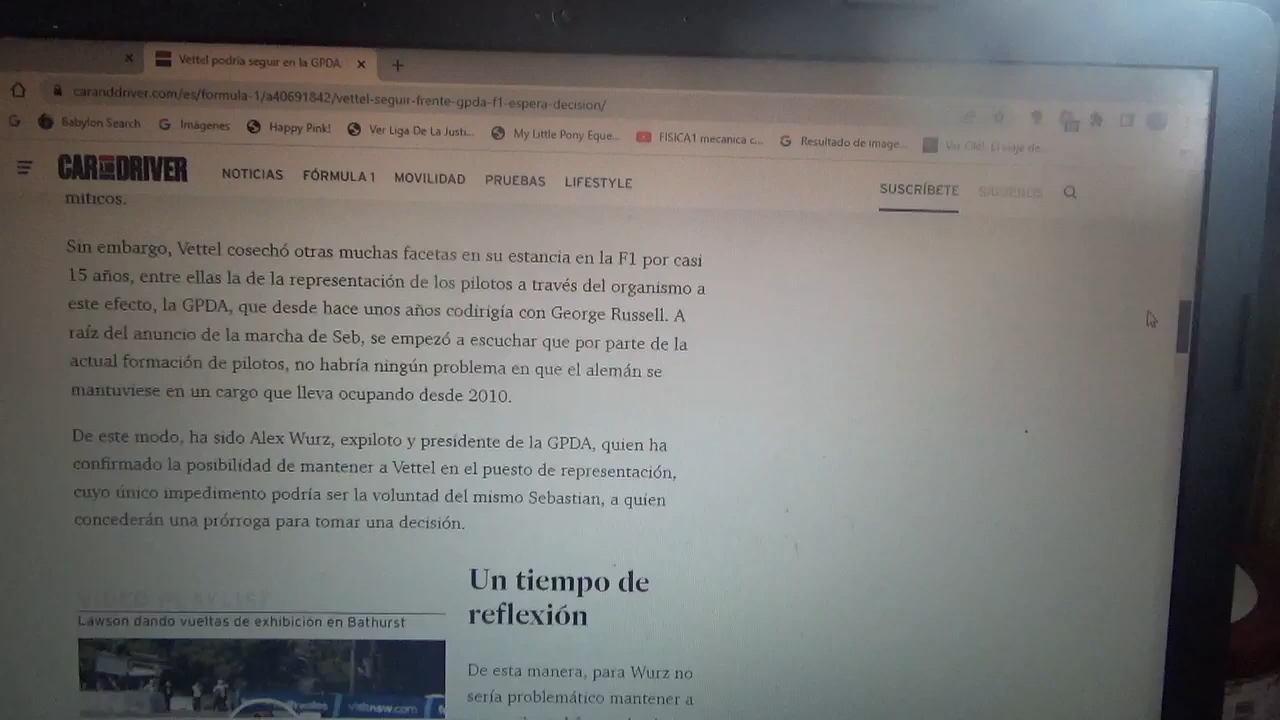 Vettel podría seguir en la GPDA
caranddriver.com/es/formula-1/a40691842/vettel-seguir-frente-gpda-f1-espera-decision/
Babylon Search
Imágenes
Happy Pink!
Ver Liga De La Justi...
My Little Pony Eque...
FISICA1 mecanica c...
Resultado de image...
CAR AND DRIVER
NOTICIAS
FÓRMULA 1
MOVILIDAD
PRUEBAS
LIFESTYLE
SUSCRÍBETE
SÍGUENOS
míticos.
Sin embargo, Vettel cosechó otras muchas facetas en su estancia en la F1 por casi
15 años, entre ellas la de la representación de los pilotos a través del organismo a
este efecto, la GPDA, que desde hace unos años codirigía con George Russell. A
raíz del anuncio de la marcha de Seb, se empezó a escuchar que por parte de la
actual formación de pilotos, no habría ningún problema en que el alemán se
mantuviese en un cargo que lleva ocupando desde 2010.
De este modo, ha sido Alex Wurz, expiloto y presidente de la GPDA, quien ha
confirmado la posibilidad de mantener a Vettel en el puesto de representación,
cuyo único impedimento podría ser la voluntad del mismo Sebastian, a quien
concederán una prórroga para tomar una decisión.
VIDEO PLAYLIST
Lawson dando vueltas de exhibición en Bathurst
visitnsw.com
Un tiempo de
reflexión
De esta manera, para Wurz no
sería problemático mantener a